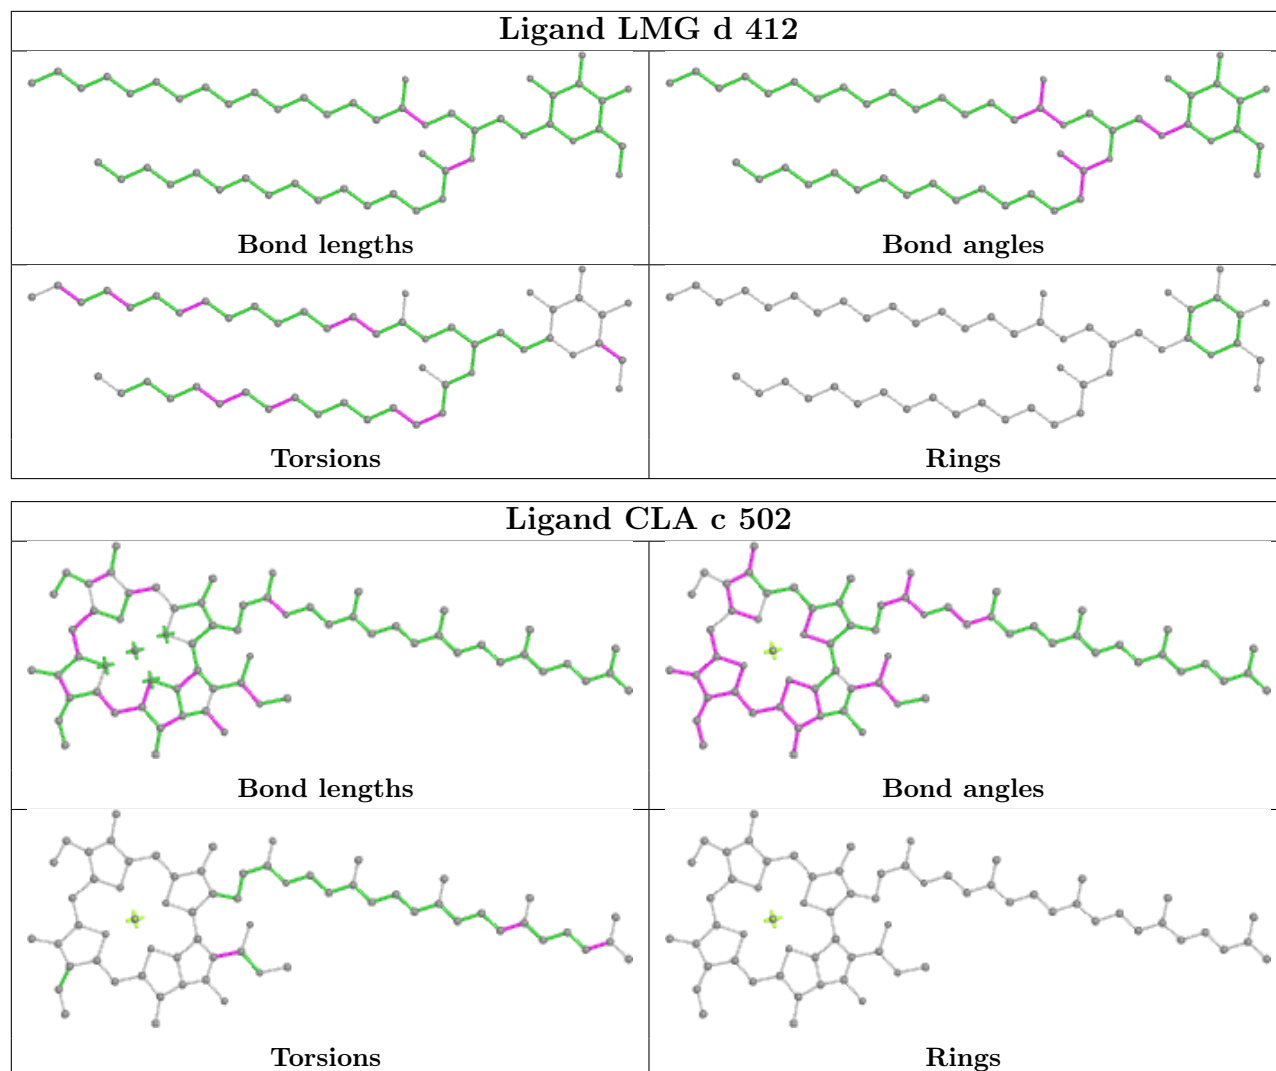 Ligand LMG d 412
Bond lengths
Bond angles
Torsions
Rings
Ligand CLA c 502
Bond lengths
Bond angles
Torsions
Rings